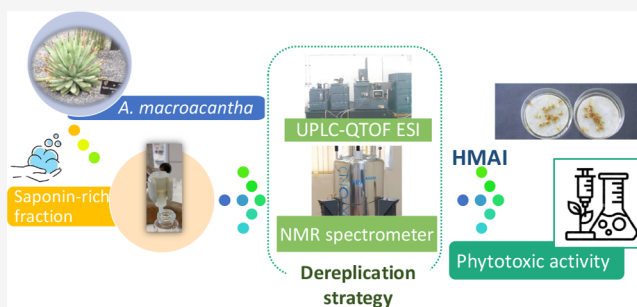 A. macroacantha
Saponin-rich
fraction
UPLC-QTOF ESI
NMR spectrometer
Dereplication
strategy
HMAI
Phytotoxic activity